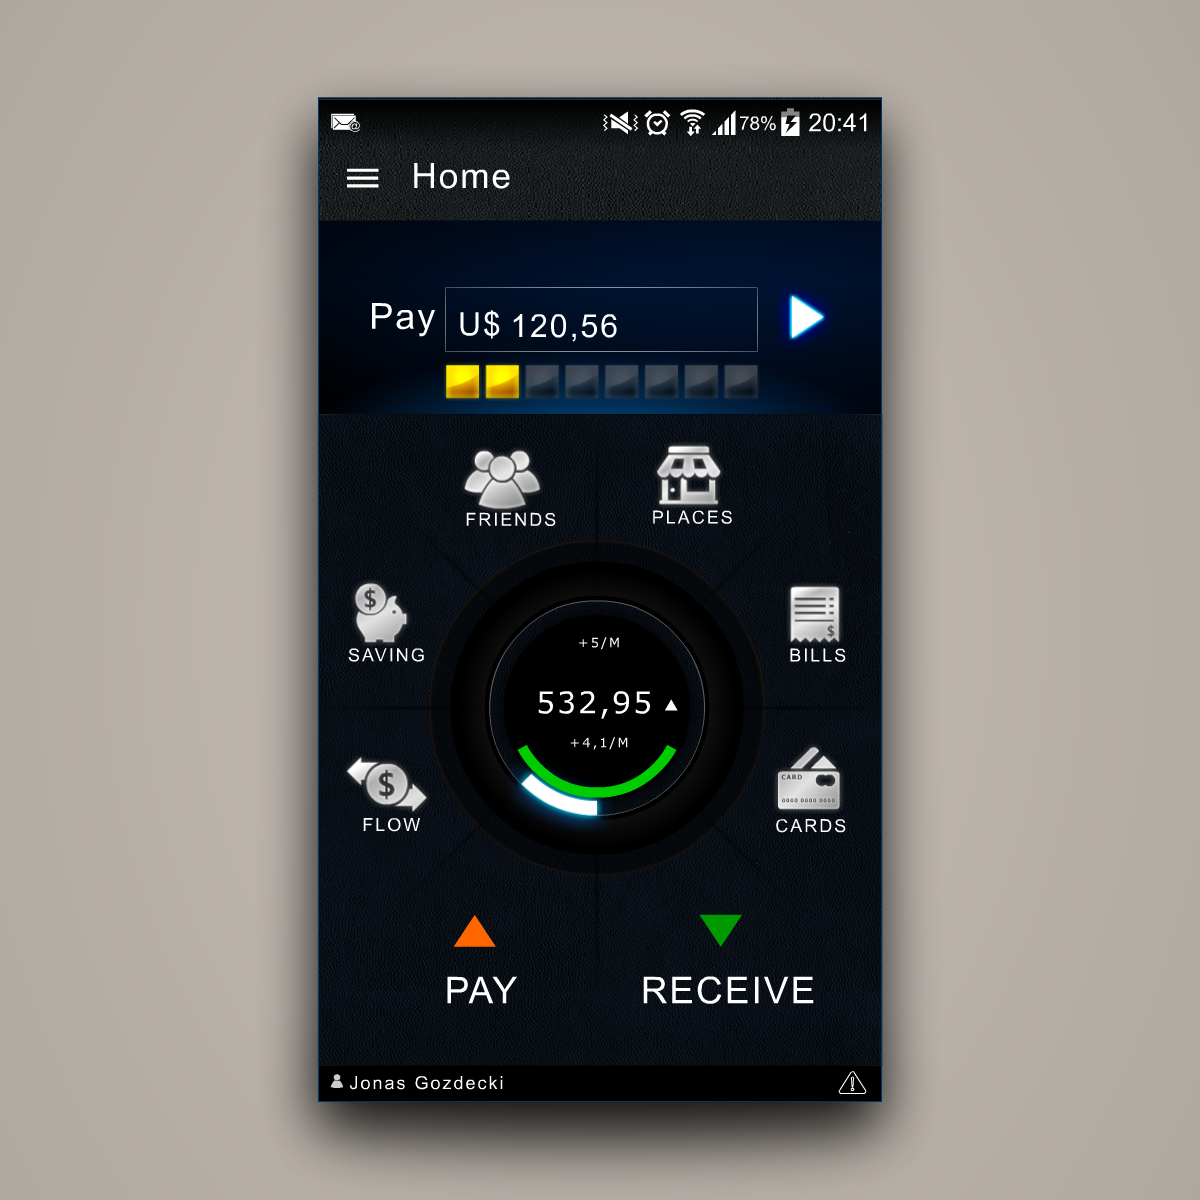 78% 20:41
Home
Pay U$ 120,56
FRIENDS PLACES
$ $
SAVING BILLS
+5/M
532,95
+4,1/M
$ CARD
0000 0000 0000
FLOW CARDS
PAY RECEIVE
Jonas Gozdecki